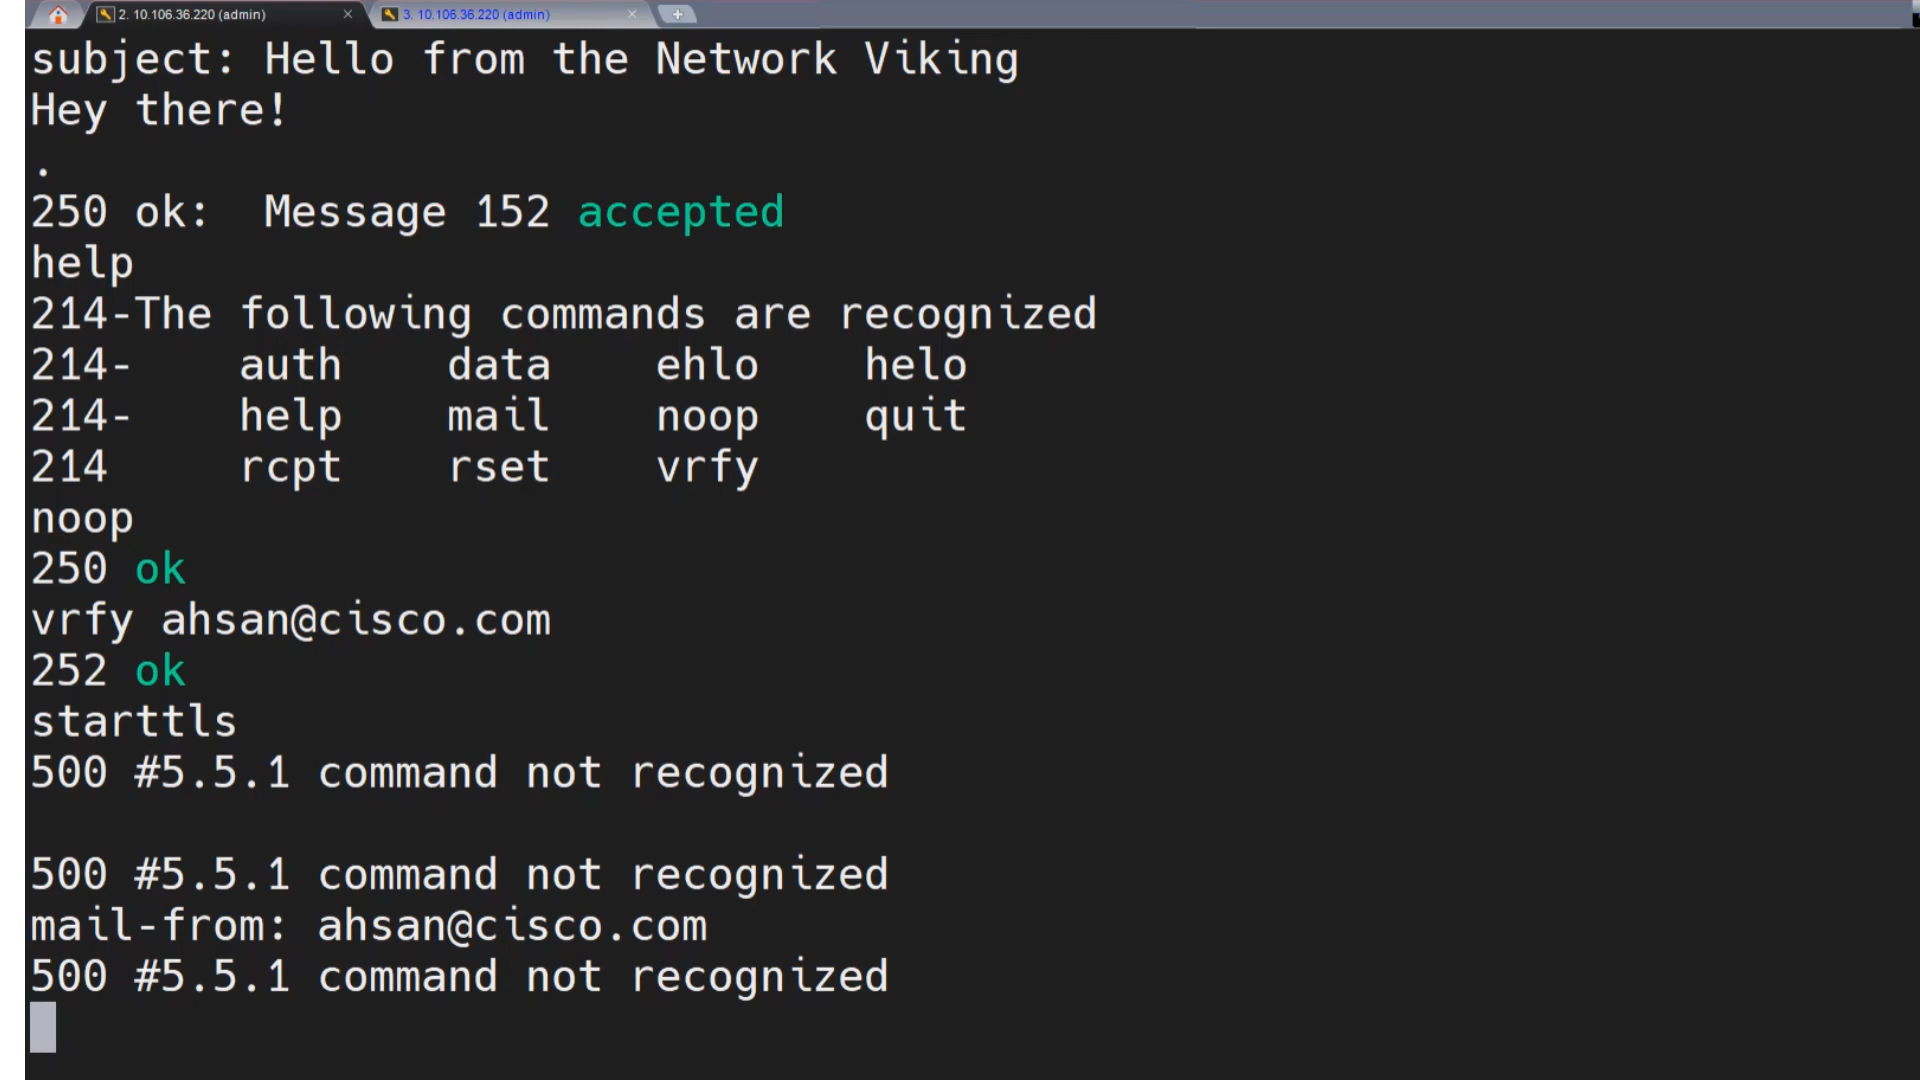 2. 10.106.36.220 (admin)
3. 10.106.36.220 (admin)
subject: Hello from the Network Viking
Hey there!
.
250 ok:  Message 152 accepted
help
214-The following commands are recognized
214-    auth    data    ehlo    helo
214-    help    mail    noop    quit
214     rcpt    rset    vrfy
noop
250 ok
vrfy ahsan@cisco.com
252 ok
starttls
500 #5.5.1 command not recognized
500 #5.5.1 command not recognized
mail-from: ahsan@cisco.com
500 #5.5.1 command not recognized